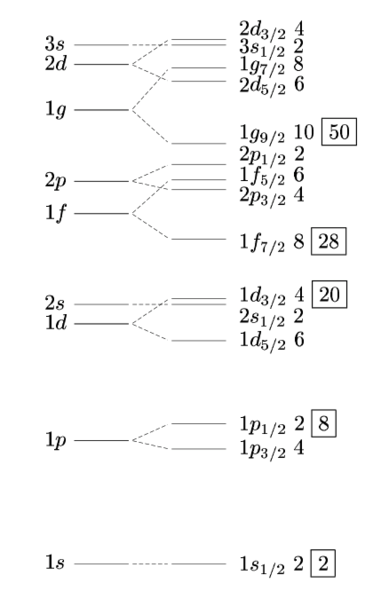 3s
2d
1g
2p
1f
2s
1d
1p
1s
2d3/2 4
3s1/2 2
1g7/2 8
2d5/2 6
1g9/2 10 50
2p1/2 2
1f5/2 6
2p3/2 4
1f7/2 8 28
1d3/2 4 20
2s1/2 2
1d5/2 6
1p1/2 2 8
1p3/2 4
1s1/2 2 2